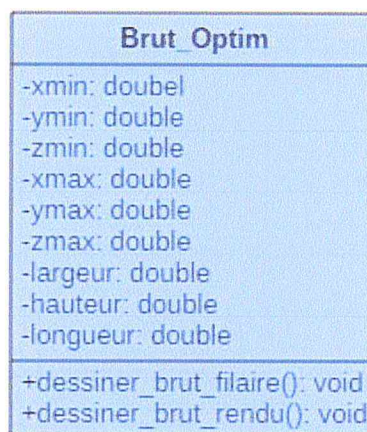 Brut_Optim
-xmin: doubel
-ymin: double
-zmin: double
-xmax: double
-ymax: double
-zmax: double
-largeur: double
-hauteur: double
-longueur: double
+dessiner_brut_filaire(): void
+dessiner_brut_rendu(): void